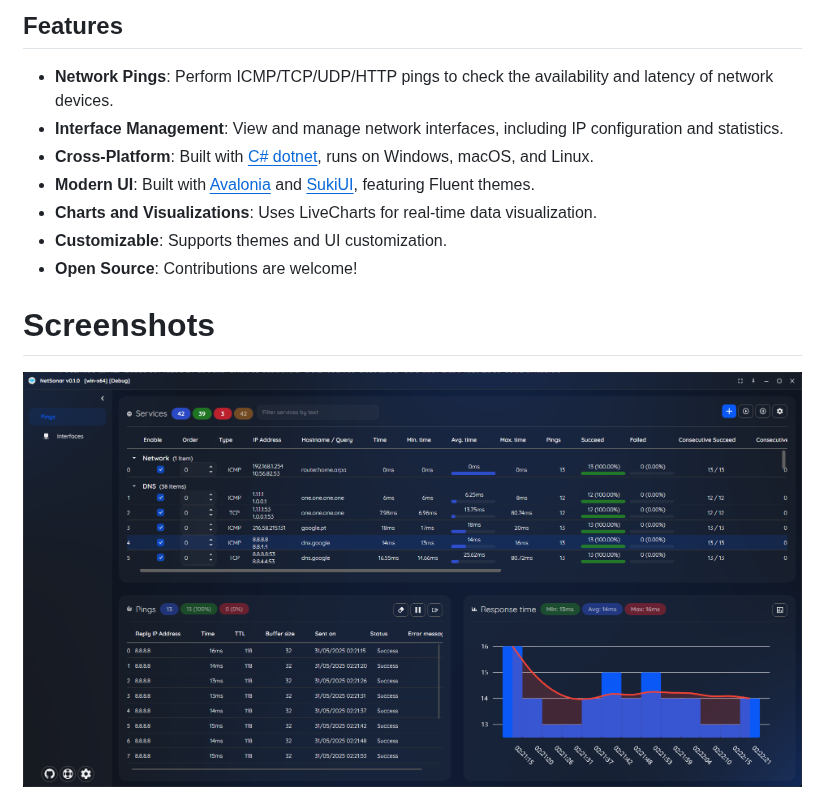 Features
Network Pings: Perform ICMP/TCP/UDP/HTTP pings to check the availability and latency of network
devices.
Interface Management: View and manage network interfaces, including IP configuration and statistics.
Cross-Platform: Built with C# dotnet, runs on Windows, macOS, and Linux.
Modern UI: Built with Avalonia and SukiUI, featuring Fluent themes.
Charts and Visualizations: Uses LiveCharts for real-time data visualization.
Customizable: Supports themes and UI customization.
Open Source: Contributions are welcome!
Screenshots
NetSonar v0.1.0 [win-x64] [Debug]
Pings
Interfaces
Services 42 39 3 42 Filter services by text
Enable Order Type IP Address Hostname / Query Time Min. time Avg. time Max. time Pings Succeed Failed Consecutive Succeed Consecutiv
Network (1 Item)
0 0 ICMP 192.168.1.254 10.56.82.53 router.home.arpa 0ms 0ms 0ms 0ms 13 13 (100.00%) 0 (0.00%) 13 / 13 0
DNS (38 Items)
1 0 ICMP 1.1.1.1 1.0.0.1 one.one.one.one 6ms 6ms 6.25ms 8ms 12 12 (100.00%) 0 (0.00%) 12 / 12 0
2 0 TCP 1.1.1.1:53 1.0.0.1:53 one.one.one.one 7.98ms 6.96ms 13.75ms 80.74ms 12 12 (100.00%) 0 (0.00%) 12 / 12 0
3 0 ICMP 216.58.215.131 google.pt 18ms 17ms 18ms 20ms 13 13 (100.00%) 0 (0.00%) 13 / 13 0
4 0 ICMP 8.8.8.8 8.8.4.4 dns.google 14ms 13ms 14ms 16ms 13 13 (100.00%) 0 (0.00%) 13 / 13 0
5 0 TCP 8.8.8.8:53 8.8.4.4:53 dns.google 16.55ms 14.66ms 25.62ms 80.72ms 13 13 (100.00%) 0 (0.00%) 13 / 13 0
Pings 13 13 (100%) 0 (0%)
Reply IP Address Time TTL Buffer size Sent on Status Error messag
0 8.8.8.8 16ms 118 32 31/05/2025 02:21:15 Success
1 8.8.8.8 14ms 118 32 31/05/2025 02:21:20 Success
2 8.8.8.8 13ms 118 32 31/05/2025 02:21:26 Success
3 8.8.8.8 13ms 118 32 31/05/2025 02:21:31 Success
4 8.8.8.8 14ms 118 32 31/05/2025 02:21:37 Success
5 8.8.8.8 15ms 118 32 31/05/2025 02:21:42 Success
6 8.8.8.8 14ms 118 32 31/05/2025 02:21:48 Success
7 8.8.8.8 15ms 118 32 31/05/2025 02:21:53 Success
Response time Min: 13ms Avg: 14ms Max: 16ms
16
15
14
13
02:21:15 02:21:20 02:21:26 02:21:31 02:21:37 02:21:42 02:21:48 02:21:53 02:21:59 02:22:04 02:22:10 02:22:15 02:22:21